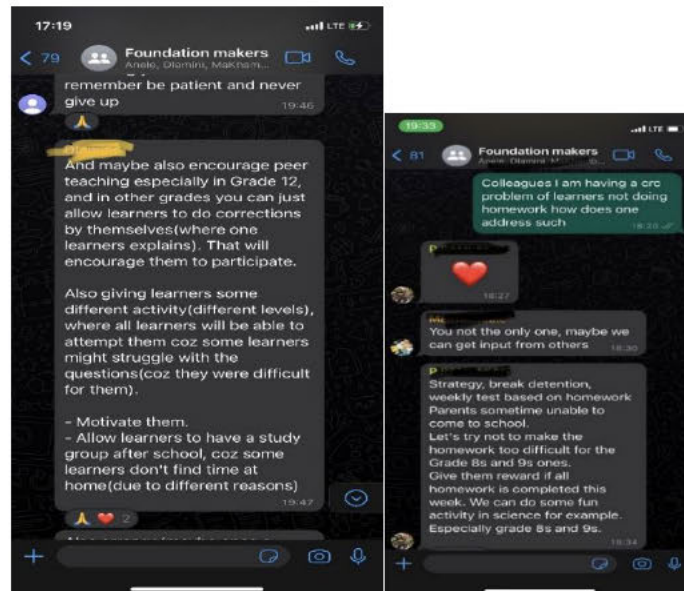 17:19
LTE
79
Foundation makers
Anele, Dlamini, MaKham...
remember be patient and never
give up
19:46
And maybe also encourage peer
teaching especially in Grade 12,
and in other grades you can just
allow learners to do corrections
by themselves(where one
learners explains). That will
encourage them to participate.
Also giving learners some
different activity(different levels),
where all learners will be able to
attempt them coz some learners
might struggle with the
questions(coz they were difficult
for them).
- Motivate them.
- Allow learners to have a study
group after school, coz some
learners don't find time at
home(due to different reasons)
19:47
2
19:33
LTE
81
Foundation makers
Anele, Dlamini
Colleagues I am having a crc
problem of learners not doing
homework how does one
address such
18:27
You not the only one, maybe we
can get input from others
18:30
Strategy, break detention,
weekly test based on homework
Parents sometime unable to
come to school.
Let's try not to make the
homework too difficult for the
Grade 8s and 9s ones.
Give them reward if all
homework is completed this
week. We can do some fun
activity in science for example.
Especially grade 8s and 9s.
18:34